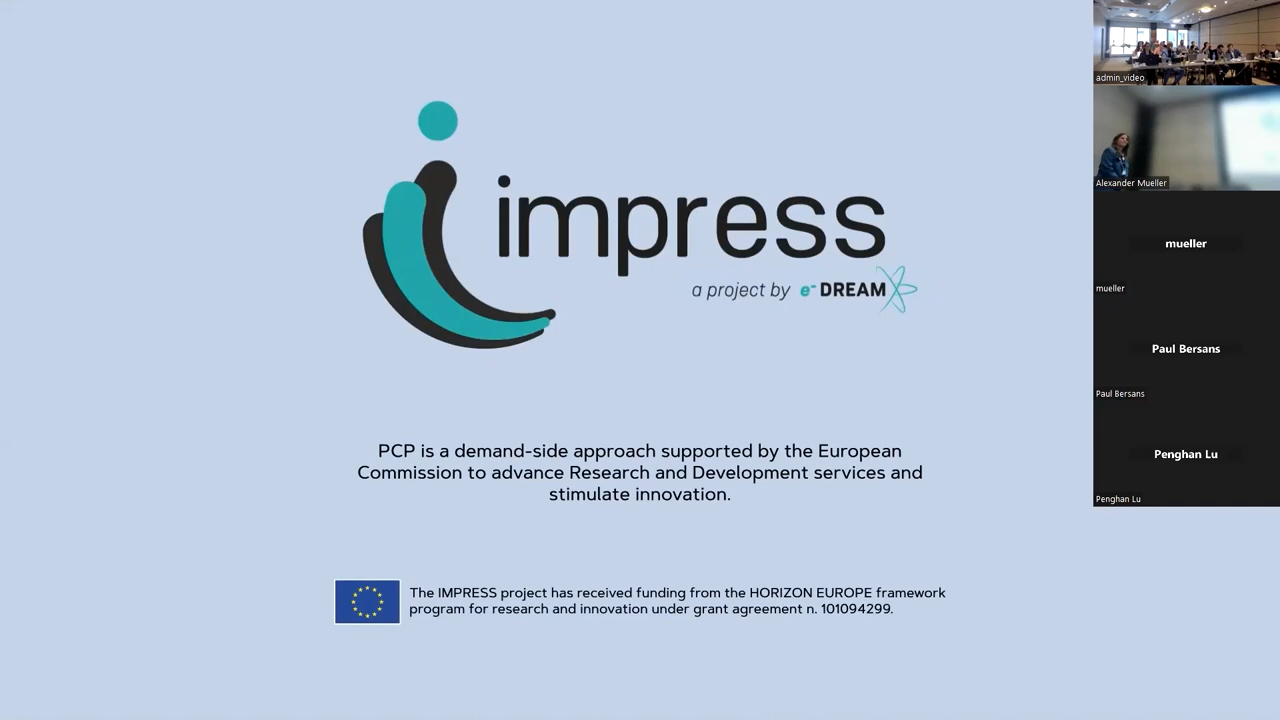 impress
a project by e- DREAM
PCP is a demand-side approach supported by the European
Commission to advance Research and Development services and
stimulate innovation.
The IMPRESS project has received funding from the HORIZON EUROPE framework
program for research and innovation under grant agreement n. 101094299.
admin_video
Alexander Mueller
mueller
mueller
Paul Bersans
Paul Bersans
Penghan Lu
Penghan Lu